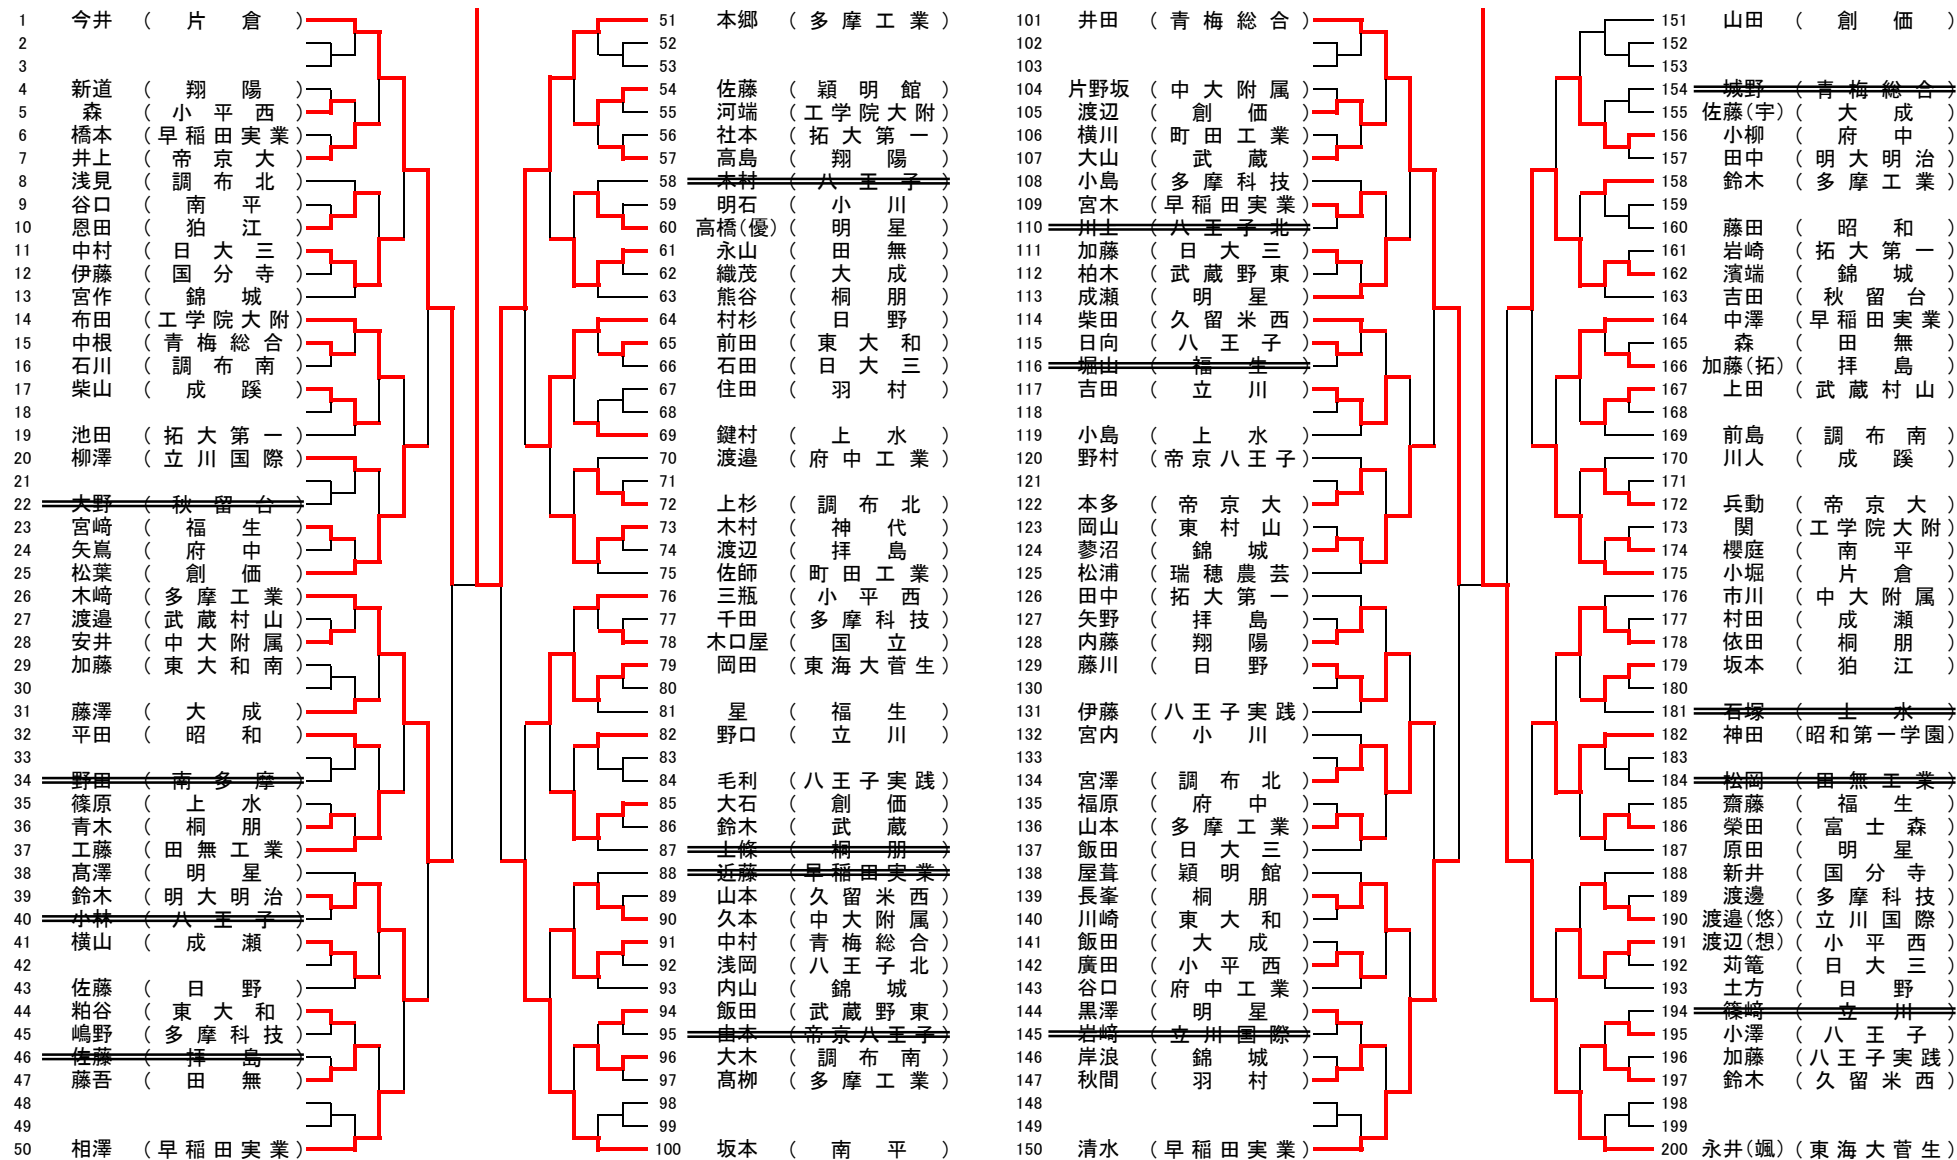 1 今井 ( 片倉 )
2
3
4 新道 ( 翔陽 )
5 森 ( 小平西 )
6 橋本 ( 早稲田実業 )
7 井上 ( 帝京大 )
8 浅見 ( 調布北 )
9 谷口 ( 南平 )
10 恩田 ( 狛江 )
11 中村 ( 日大三 )
12 伊藤 ( 国分寺 )
13 宮作 ( 錦城 )
14 布田 ( 工学院大附 )
15 中根 ( 青梅総合 )
16 石川 ( 調布南 )
17 柴山 ( 成蹊 )
18
19 池田 ( 拓大第一 )
20 柳澤 ( 立川国際 )
21
22 大野 ( 秋留台 )
23 宮﨑 ( 福生 )
24 矢嶌 ( 府中 )
25 松葉 ( 創価 )
26 木﨑 ( 多摩工業 )
27 渡邉 ( 武蔵村山 )
28 安井 ( 中大附属 )
29 加藤 ( 東大和南 )
30
31 藤澤 ( 大成 )
32 平田 ( 昭和 )
33
34 野田 ( 南多摩 )
35 篠原 ( 上水 )
36 青木 ( 桐朋 )
37 工藤 ( 田無工業 )
38 髙澤 ( 明星 )
39 鈴木 ( 明大明治 )
40 小林 ( 八王子 )
41 横山 ( 成瀬 )
42
43 佐藤 ( 日野 )
44 粕谷 ( 東大和 )
45 嶋野 ( 多摩科技 )
46 佐藤 ( 拝島 )
47 藤吾 ( 田無 )
48
49
50 相澤 ( 早稲田実業 )
51 本郷 ( 多摩工業 )
52
53
54 佐藤 ( 穎明館 )
55 河端 ( 工学院大附 )
56 社本 ( 拓大第一 )
57 高島 ( 翔陽 )
58 木村 ( 八王子 )
59 明石 ( 小川 )
60 高橋(優) ( 明星 )
61 永山 ( 田無 )
62 織茂 ( 大成 )
63 熊谷 ( 桐朋 )
64 村杉 ( 日野 )
65 前田 ( 東大和 )
66 石田 ( 日大三 )
67 住田 ( 羽村 )
68
69 鍵村 ( 上水 )
70 渡邉 ( 府中工業 )
71
72 上杉 ( 調布北 )
73 木村 ( 神代 )
74 渡辺 ( 拝島 )
75 佐師 ( 町田工業 )
76 三瓶 ( 小平西 )
77 千田 ( 多摩科技 )
78 木口屋 ( 国立 )
79 岡田 ( 東海大菅生 )
80
81 星 ( 福生 )
82 野口 ( 立川 )
83
84 毛利 ( 八王子実践 )
85 大石 ( 創価 )
86 鈴木 ( 武蔵 )
87 上條 ( 桐朋 )
88 近藤 ( 早稲田実業 )
89 山本 ( 久留米西 )
90 久本 ( 中大附属 )
91 中村 ( 青梅総合 )
92 浅岡 ( 八王子北 )
93 内山 ( 錦城 )
94 飯田 ( 武蔵野東 )
95 由本 ( 帝京八王子 )
96 大木 ( 調布南 )
97 髙栁 ( 多摩工業 )
98
99
100 坂本 ( 南平 )
101 井田 ( 青梅総合 )
102
103
104 片野坂 ( 中大附属 )
105 渡辺 ( 創価 )
106 横川 ( 町田工業 )
107 大山 ( 武蔵 )
108 小島 ( 多摩科技 )
109 宮木 ( 早稲田実業 )
110 川上 ( 八王子北 )
111 加藤 ( 日大三 )
112 柏木 ( 武蔵野東 )
113 成瀬 ( 明星 )
114 柴田 ( 久留米西 )
115 日向 ( 八王子 )
116 堀山 ( 福生 )
117 吉田 ( 立川 )
118
119 小島 ( 上水 )
120 野村 ( 帝京八王子 )
121
122 本多 ( 帝京大 )
123 岡山 ( 東村山 )
124 蓼沼 ( 錦城 )
125 松浦 ( 瑞穂農芸 )
126 田中 ( 拓大第一 )
127 矢野 ( 拝島 )
128 内藤 ( 翔陽 )
129 藤川 ( 日野 )
130
131 伊藤 ( 八王子実践 )
132 宮内 ( 小川 )
133
134 宮澤 ( 調布北 )
135 福原 ( 府中 )
136 山本 ( 多摩工業 )
137 飯田 ( 日大三 )
138 屋葺 ( 穎明館 )
139 長峯 ( 桐朋 )
140 川崎 ( 東大和 )
141 飯田 ( 大成 )
142 廣田 ( 小平西 )
143 谷口 ( 府中工業 )
144 黒澤 ( 明星 )
145 岩﨑 ( 立川国際 )
146 岸浪 ( 錦城 )
147 秋間 ( 羽村 )
148
149
150 清水 ( 早稲田実業 )
151 山田 ( 創価 )
152
153
154 城野 ( 青梅総合 )
155 佐藤(宇) ( 大成 )
156 小柳 ( 府中 )
157 田中 ( 明大明治 )
158 鈴木 ( 多摩工業 )
159
160 藤田 ( 昭和 )
161 岩崎 ( 拓大第一 )
162 濱端 ( 錦城 )
163 吉田 ( 秋留台 )
164 中澤 ( 早稲田実業 )
165 森 ( 田無 )
166 加藤(拓) ( 拝島 )
167 上田 ( 武蔵村山 )
168
169 前島 ( 調布南 )
170 川人 ( 成蹊 )
171
172 兵動 ( 帝京大 )
173 関 ( 工学院大附 )
174 櫻庭 ( 南平 )
175 小堀 ( 片倉 )
176 市川 ( 中大附属 )
177 村田 ( 成瀬 )
178 依田 ( 桐朋 )
179 坂本 ( 狛江 )
180
181 石塚 ( 上水 )
182 神田 ( 昭和第一学園 )
183
184 松岡 ( 田無工業 )
185 齋藤 ( 福生 )
186 榮田 ( 富士森 )
187 原田 ( 明星 )
188 新井 ( 国分寺 )
189 渡邊 ( 多摩科技 )
190 渡邉(悠) ( 立川国際 )
191 渡辺(想) ( 小平西 )
192 苅篭 ( 日大三 )
193 土方 ( 日野 )
194 篠﨑 ( 立川 )
195 小澤 ( 八王子 )
196 加藤 ( 八王子実践 )
197 鈴木 ( 久留米西 )
198
199
200 永井(颯) ( 東海大菅生 )